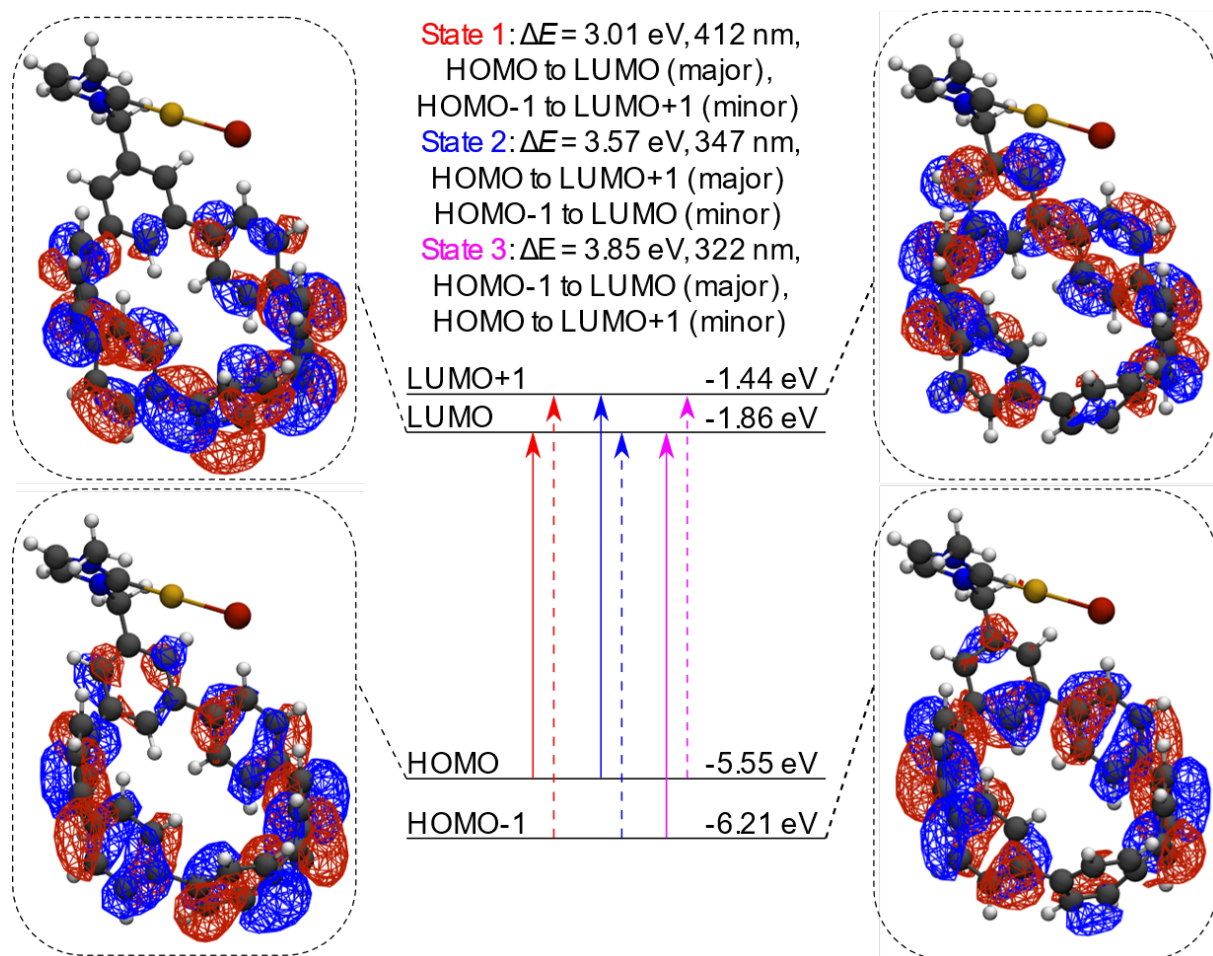 State 1: ΔE = 3.01 eV, 412 nm,
HOMO to LUMO (major),
HOMO-1 to LUMO+1 (minor)
State 2: ΔE = 3.57 eV, 347 nm,
HOMO to LUMO+1 (major)
HOMO-1 to LUMO (minor)
State 3: ΔE = 3.85 eV, 322 nm,
HOMO-1 to LUMO (major),
HOMO to LUMO+1 (minor)
LUMO+1 -1.44 eV
LUMO -1.86 eV
HOMO -5.55 eV
HOMO-1 -6.21 eV